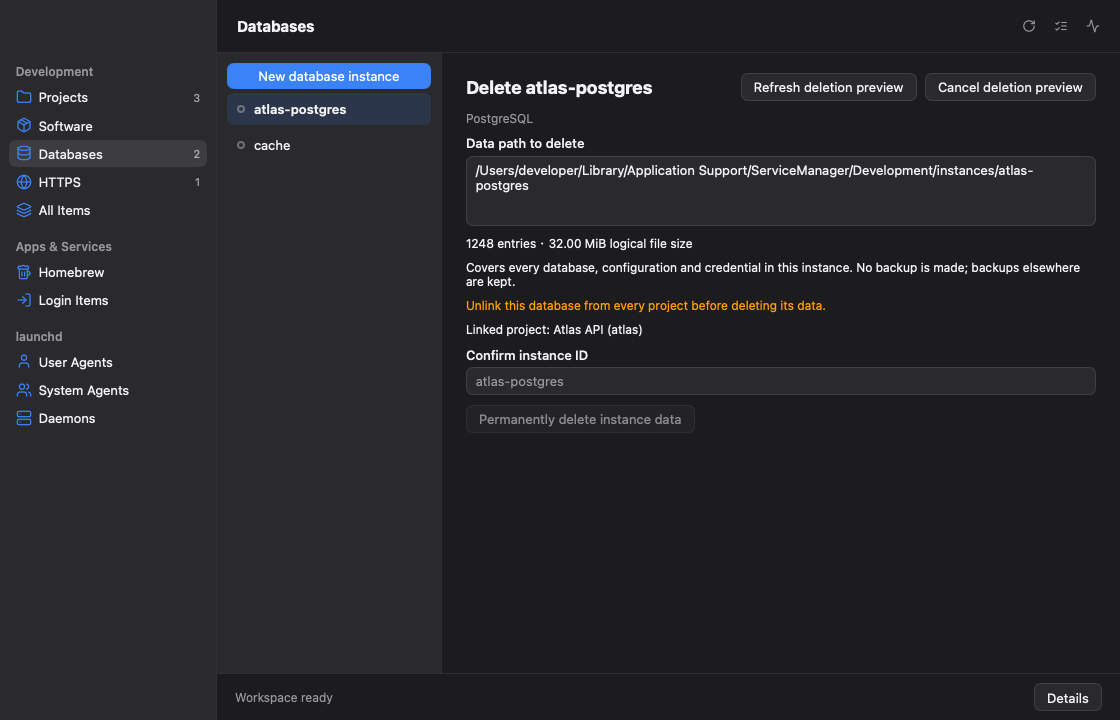 Databases
Development
Projects 3
Software
Databases 2
HTTPS 1
All Items
Apps & Services
Homebrew
Login Items
launchd
User Agents
System Agents
Daemons
New database instance
atlas-postgres
cache
Delete atlas-postgres
Refresh deletion preview
Cancel deletion preview
PostgreSQL
Data path to delete
/Users/developer/Library/Application Support/ServiceManager/Development/instances/atlas-
postgres
1248 entries · 32.00 MiB logical file size
Covers every database, configuration and credential in this instance. No backup is made; backups elsewhere
are kept.
Unlink this database from every project before deleting its data.
Linked project: Atlas API (atlas)
Confirm instance ID
atlas-postgres
Permanently delete instance data
Workspace ready
Details